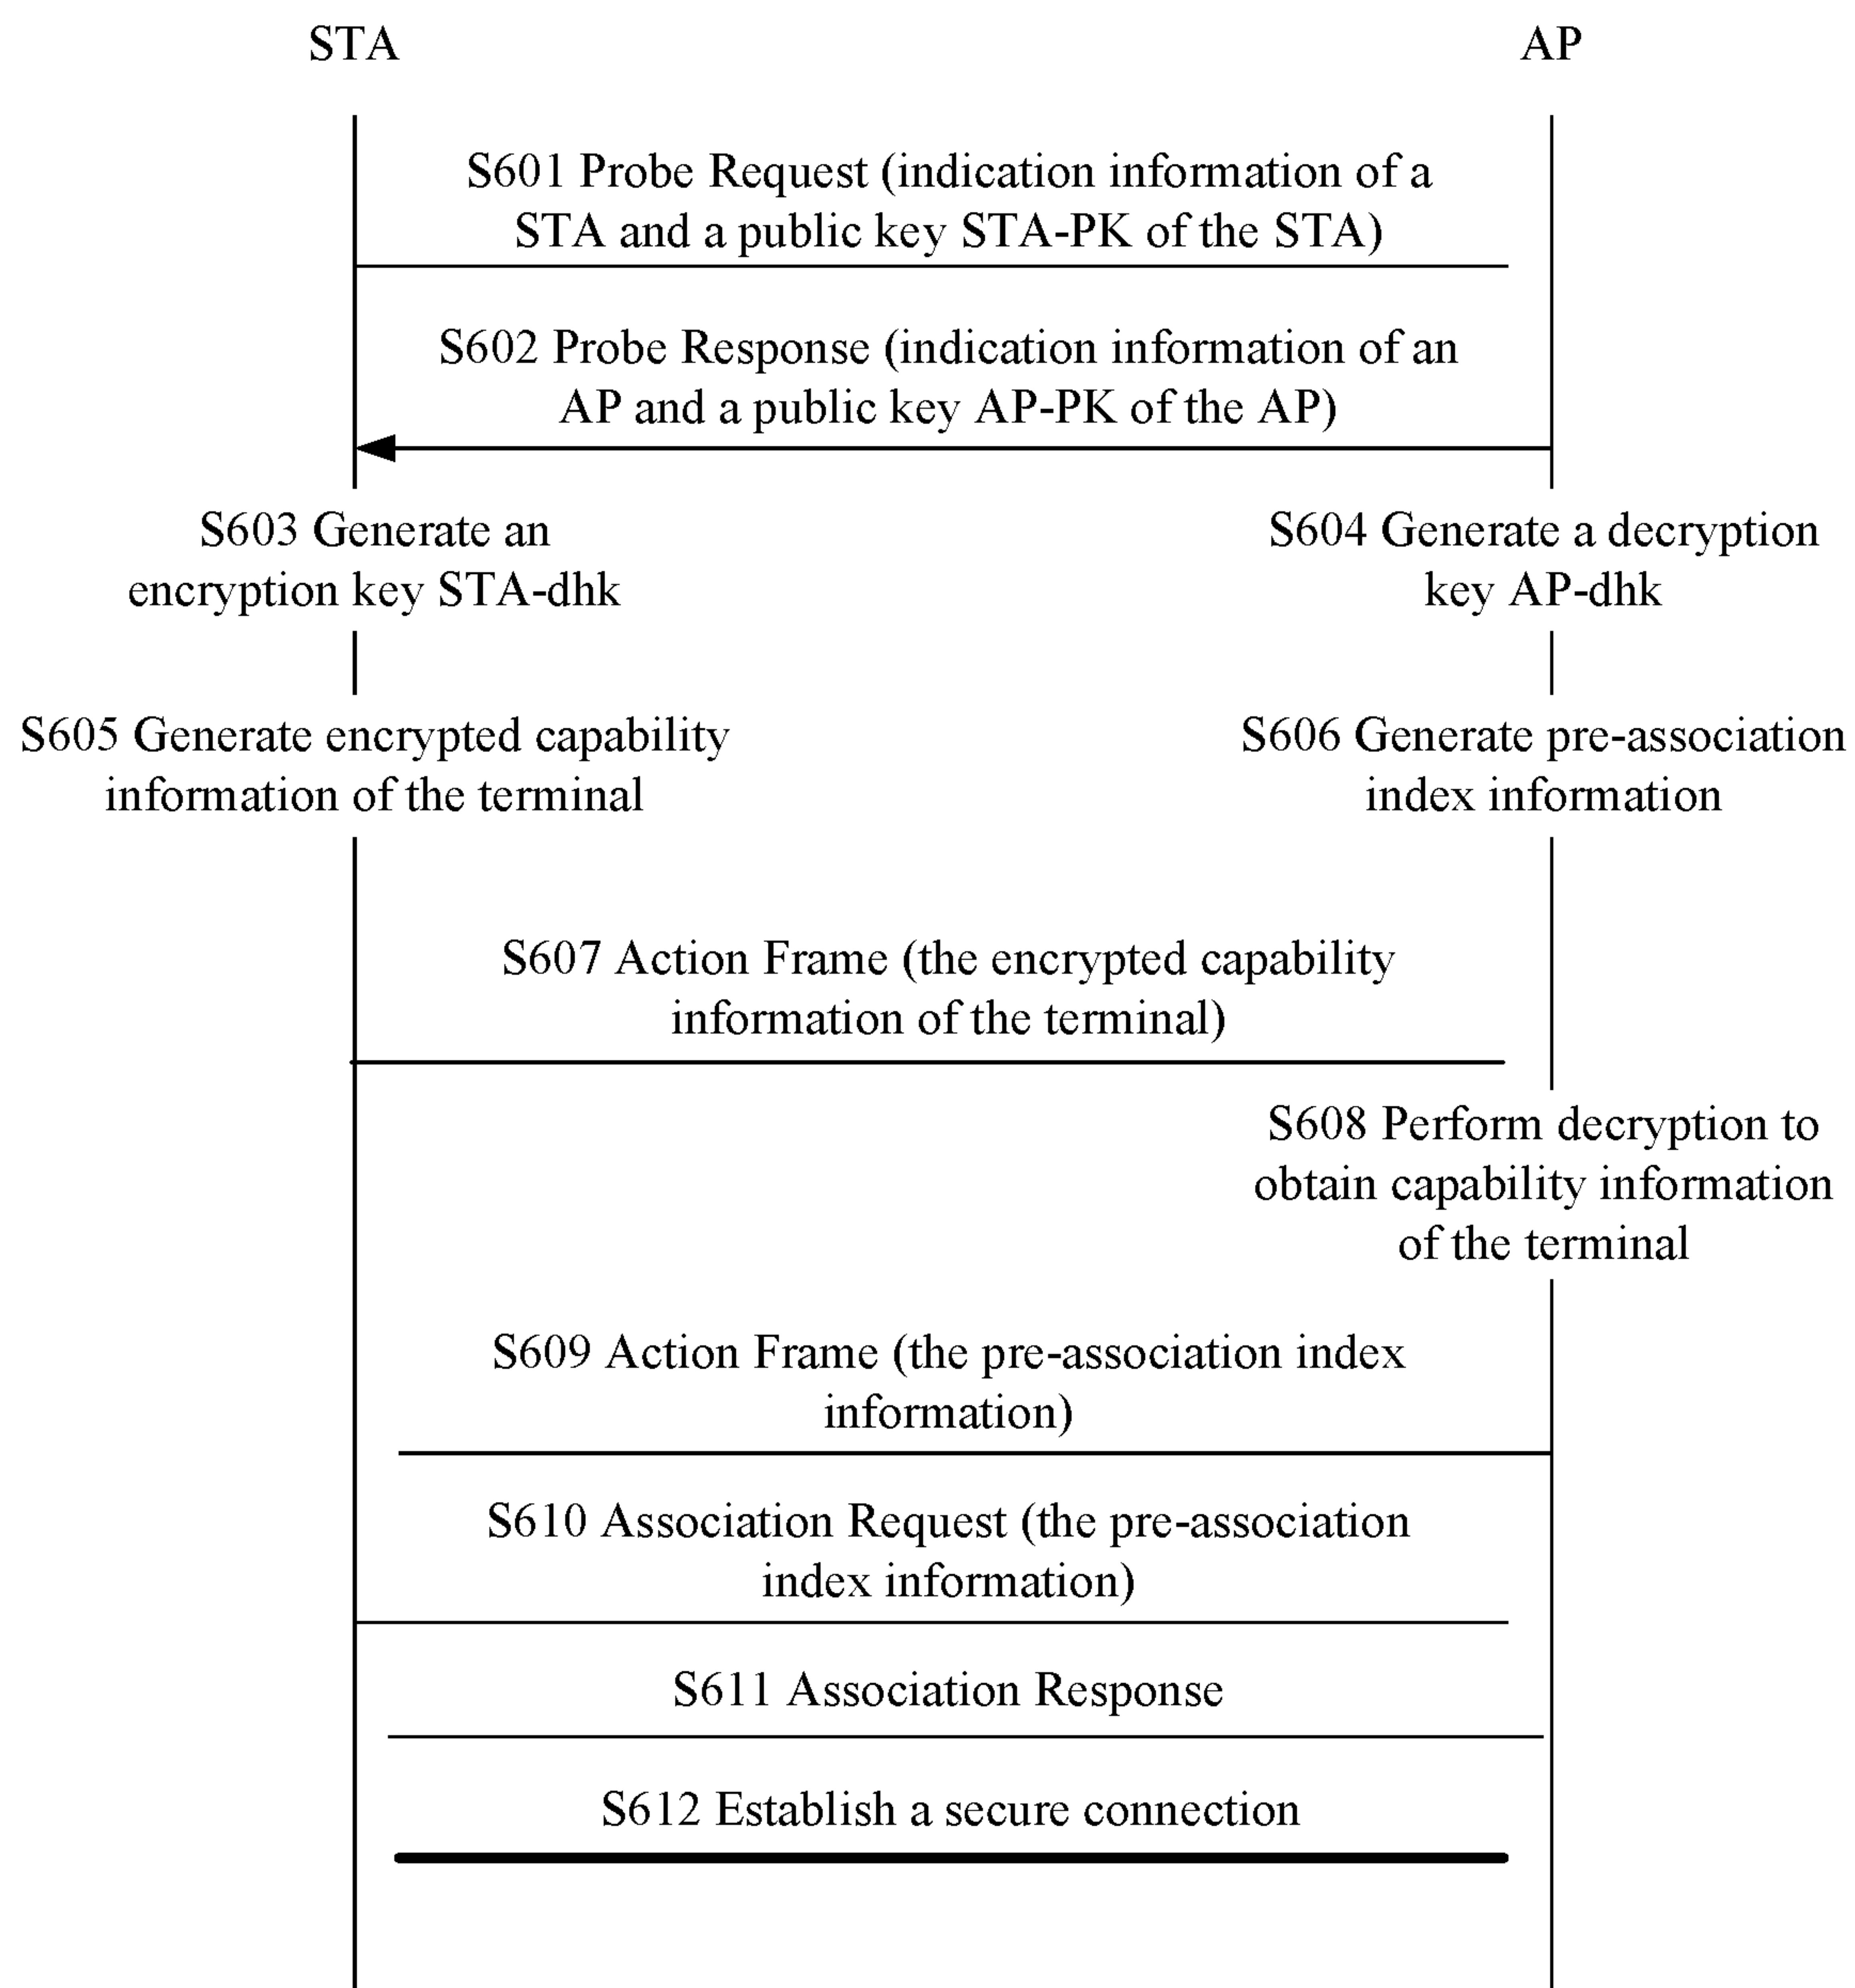 STA
AP
S601 Probe Request (indication information of a
STA and a public key STA-PK of the STA)
S602 Probe Response (indication information of an
AP and a public key AP-PK of the AP)
S603 Generate an
encryption key STA-dhk
S604 Generate a decryption
key AP-dhk
S605 Generate encrypted capability
information of the terminal
S606 Generate pre-association
index information
S607 Action Frame (the encrypted capability
information of the terminal)
S608 Perform decryption to
obtain capability information
of the terminal
S609 Action Frame (the pre-association index
information)
S610 Association Request (the pre-association
index information)
S611 Association Response
S612 Establish a secure connection